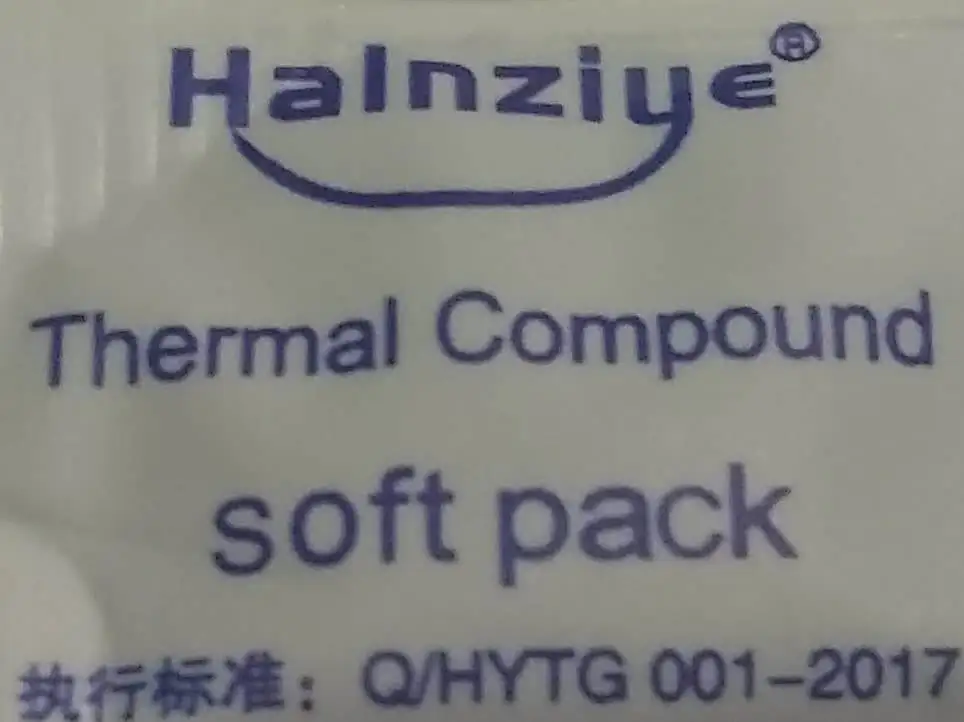 Halnziye®
Thermal Compound
soft pack
执行标准：Q/HYTG 001-2017